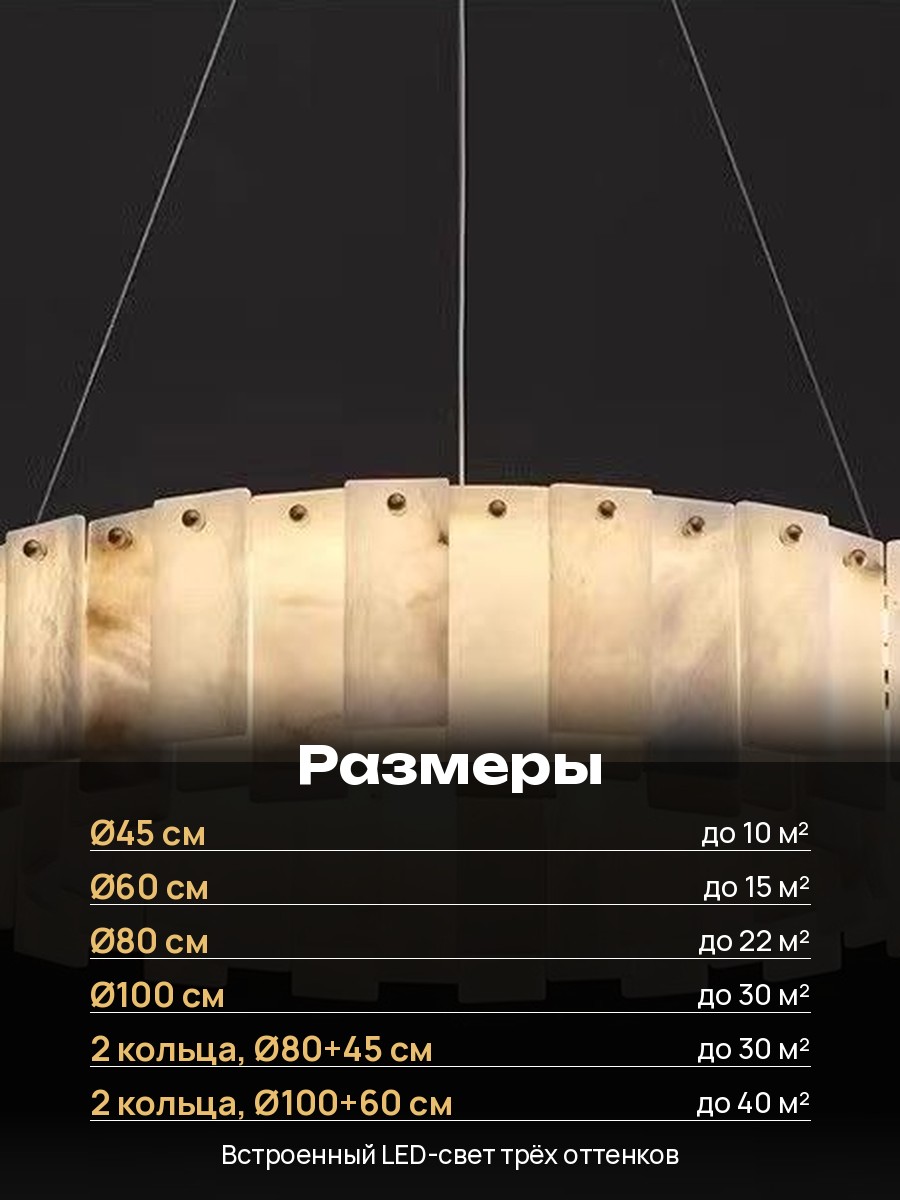 Размеры
Ø45 см до 10 м²
Ø60 см до 15 м²
Ø80 см до 22 м²
Ø100 см до 30 м²
2 кольца, Ø80+45 см до 30 м²
2 кольца, Ø100+60 см до 40 м²
Встроенный LED-свет трёх оттенков